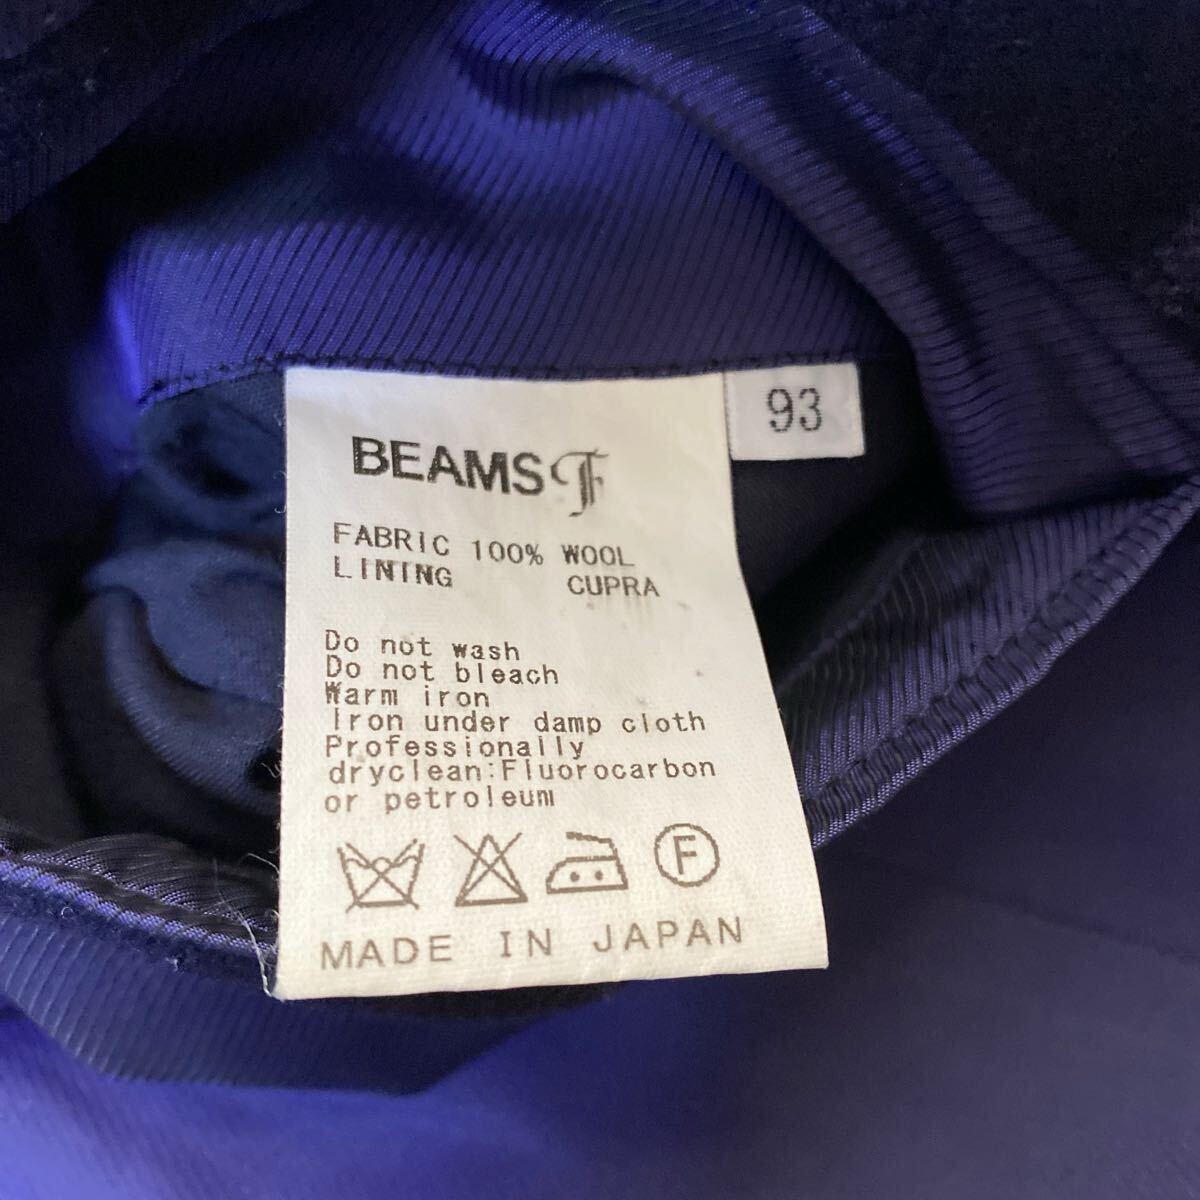 BEAMS F
93
FABRIC 100% WOOL
LINING CUPRA
Do not wash
Do not bleach
Warm iron
Iron under damp cloth
Professionally
dryclean:Fluorocarbon
or petroleum
F
MADE IN JAPAN